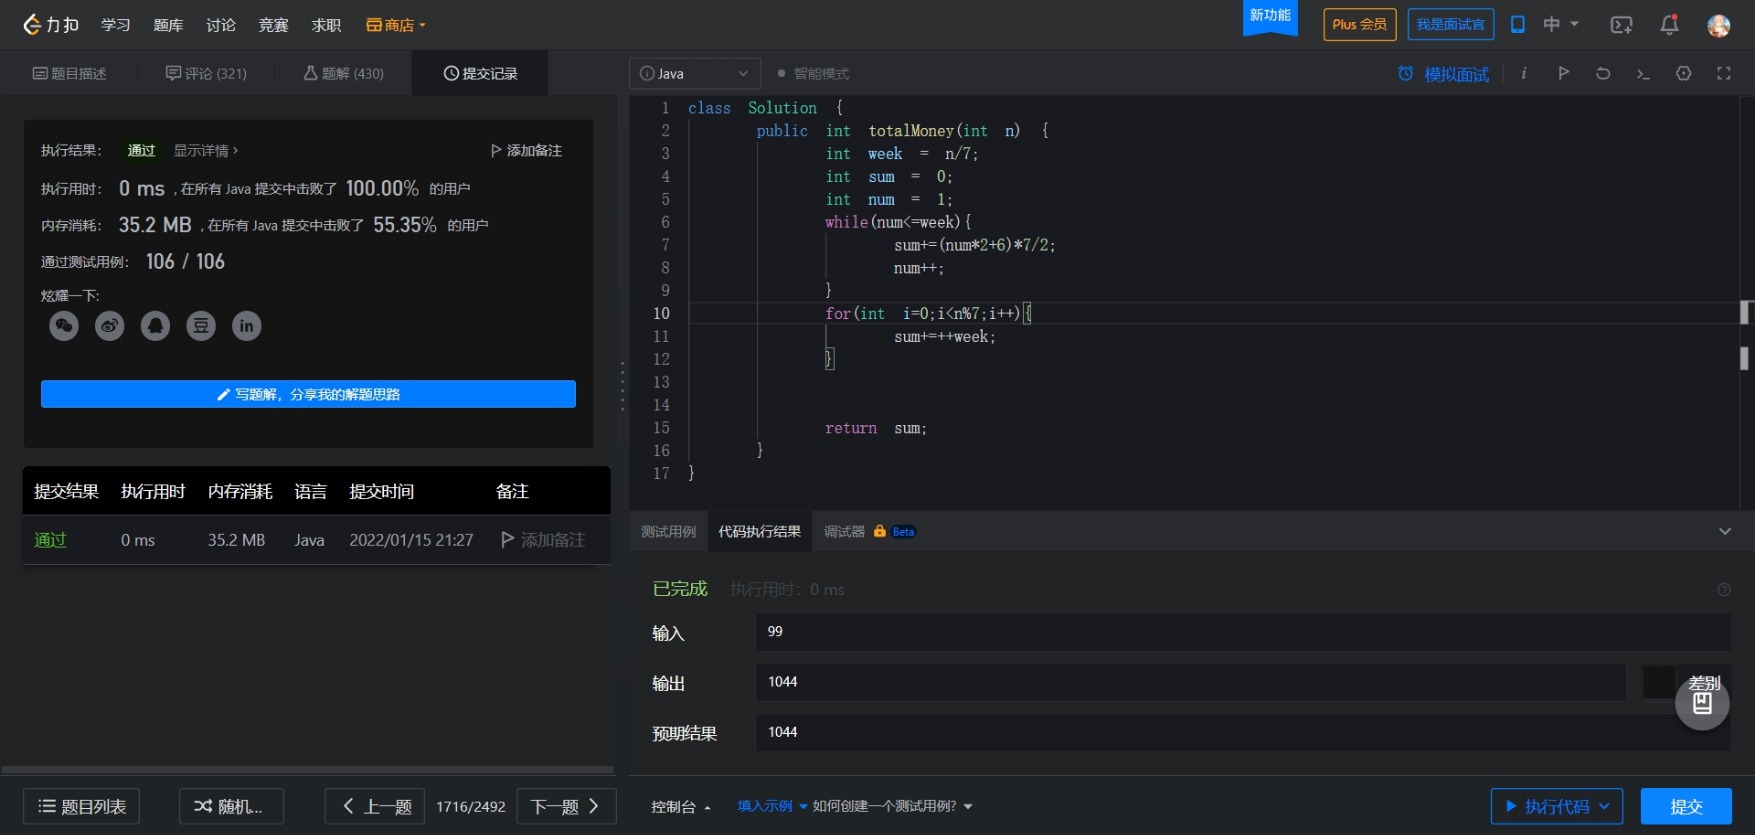 力扣 学习 题库 讨论 竞赛 求职 商店 新功能 Plus 会员 我是面试官 中
题目描述 评论 (321) 题解 (430) 提交记录
执行结果： 通过 显示详情 › 添加备注
执行用时： 0 ms , 在所有 Java 提交中击败了 100.00% 的用户
内存消耗： 35.2 MB , 在所有 Java 提交中击败了 55.35% 的用户
通过测试用例： 106 / 106
炫耀一下:
豆 in
写题解，分享我的解题思路
提交结果 执行用时 内存消耗 语言 提交时间 备注
通过 0 ms 35.2 MB Java 2022/01/15 21:27 添加备注
题目列表 随机... 上一题 1716/2492 下一题
Java 智能模式 模拟面试 i
1 class Solution {
2 public int totalMoney(int n) {
3 int week = n/7;
4 int sum = 0;
5 int num = 1;
6 while(num<=week){
7 sum+=(num*2+6)*7/2;
8 num++;
9 }
10 for(int i=0;i<n%7;i++){
11 sum+=++week;
12 }
13
14
15 return sum;
16 }
17 }
测试用例 代码执行结果 调试器 Beta
已完成 执行用时：0 ms
输入 99
输出 1044 差别
预期结果 1044
控制台 填入示例 如何创建一个测试用例? 执行代码 提交